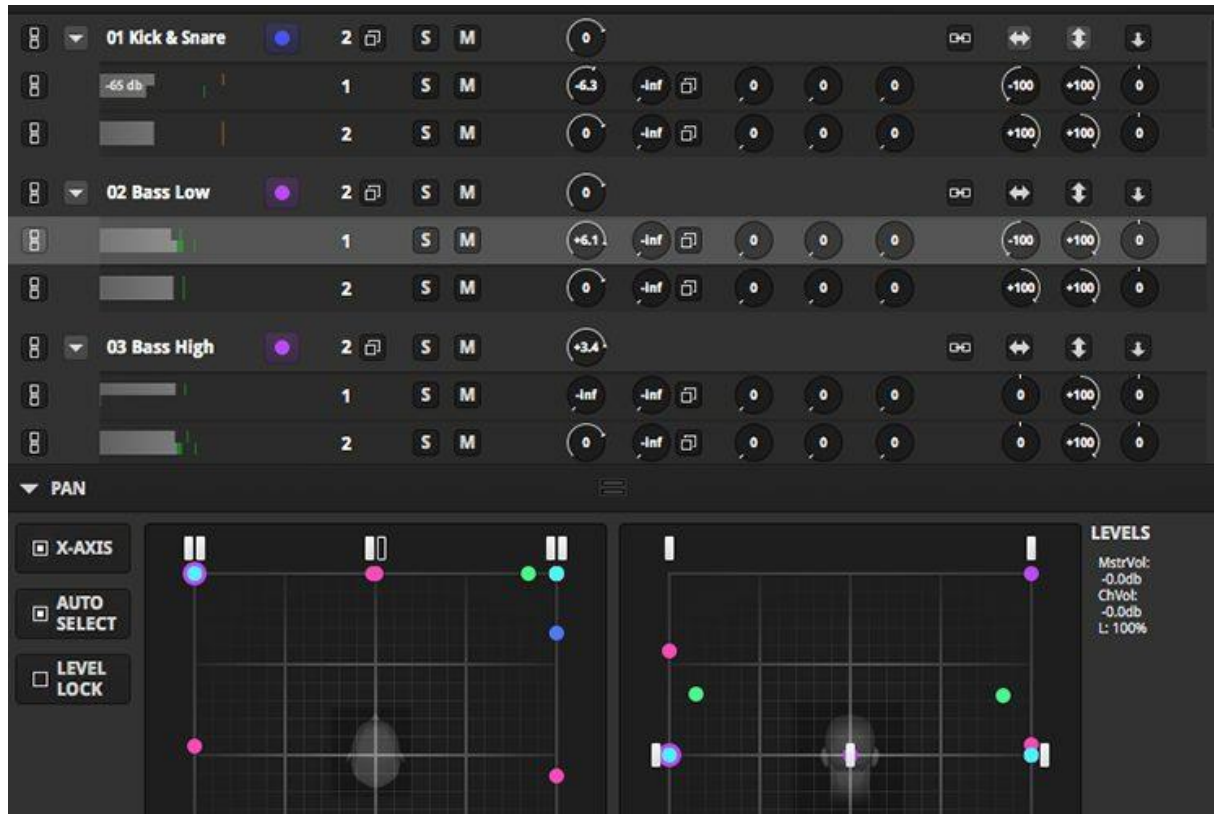 01 Kick & Snare 2 S M 0
-65 db 1 S M -6.3 -Inf 0 0 0 -100 +100 0
2 S M 0 -Inf 0 0 0 +100 +100 0
02 Bass Low 2 S M 0
1 S M +6.1 -Inf 0 0 0 -100 +100 0
2 S M 0 -Inf 0 0 0 +100 +100 0
03 Bass High 2 S M +3.4
1 S M -Inf -Inf 0 0 0 0 +100 0
2 S M 0 -Inf 0 0 0 0 +100 0
PAN
X-AXIS
AUTO
SELECT
LEVEL
LOCK
LEVELS
MstrVol:
-0.0db
ChVol:
-0.0db
L: 100%